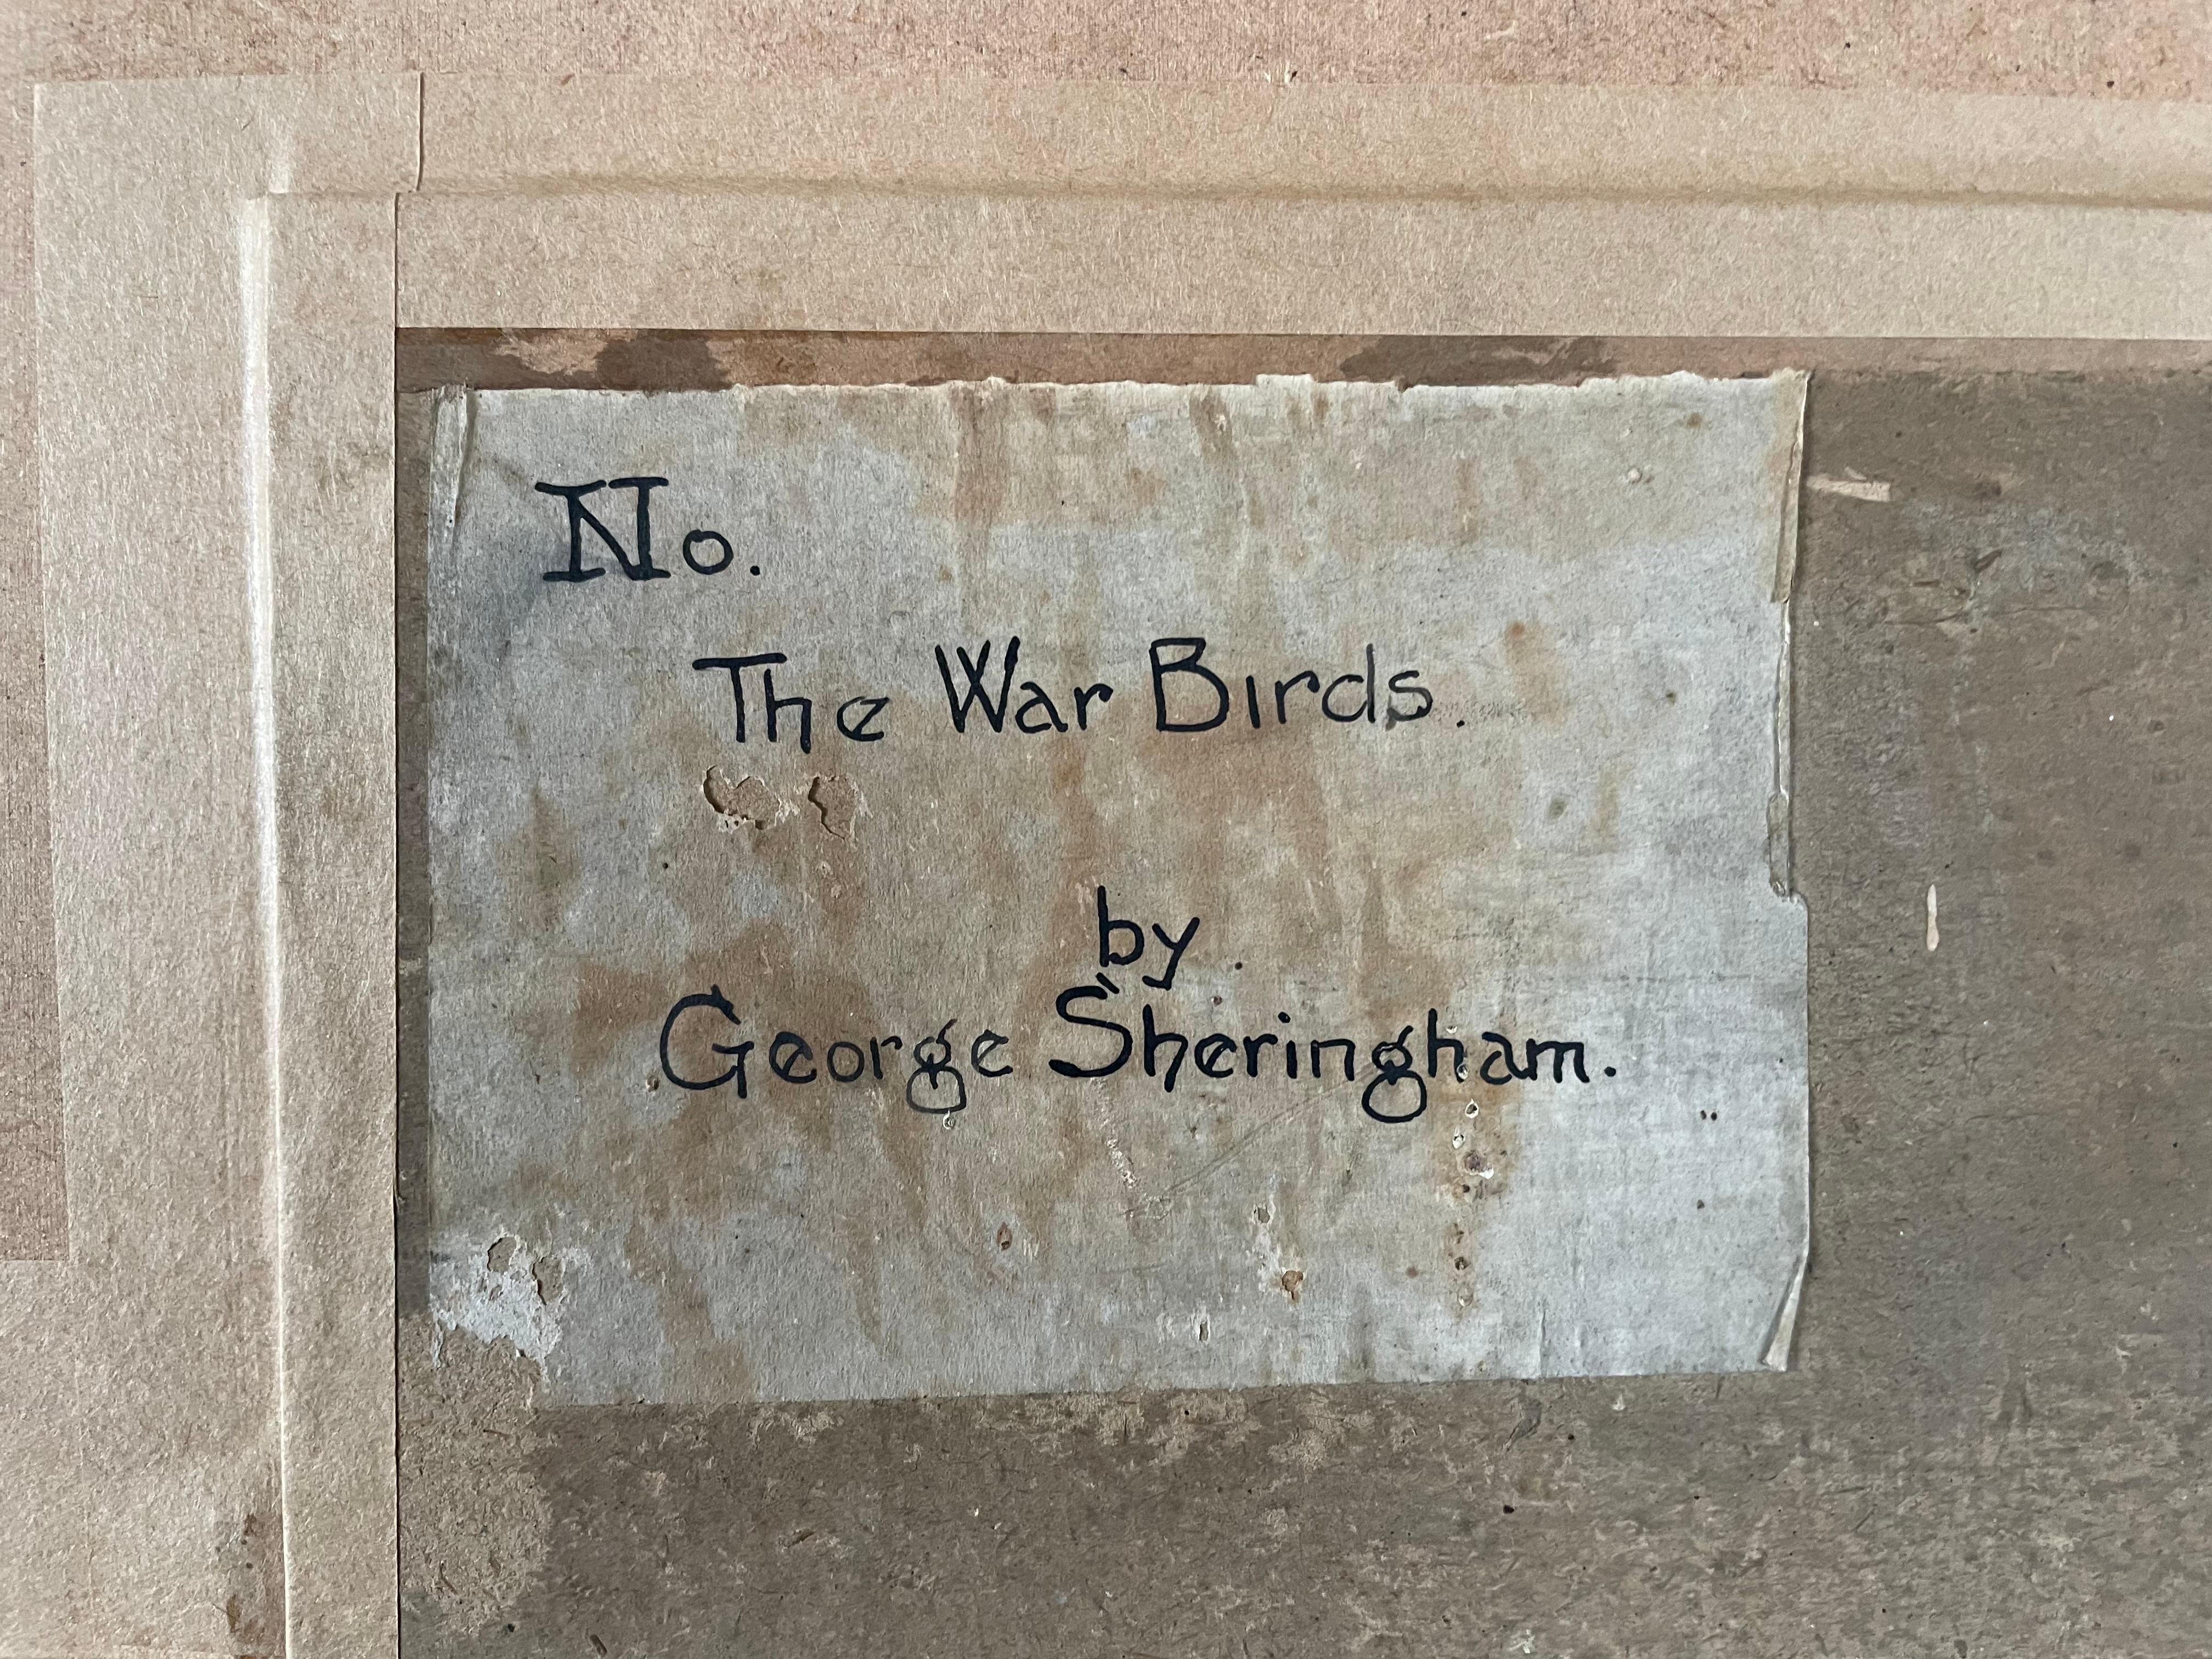 No.
The War Birds.
by.
George Sheringham.